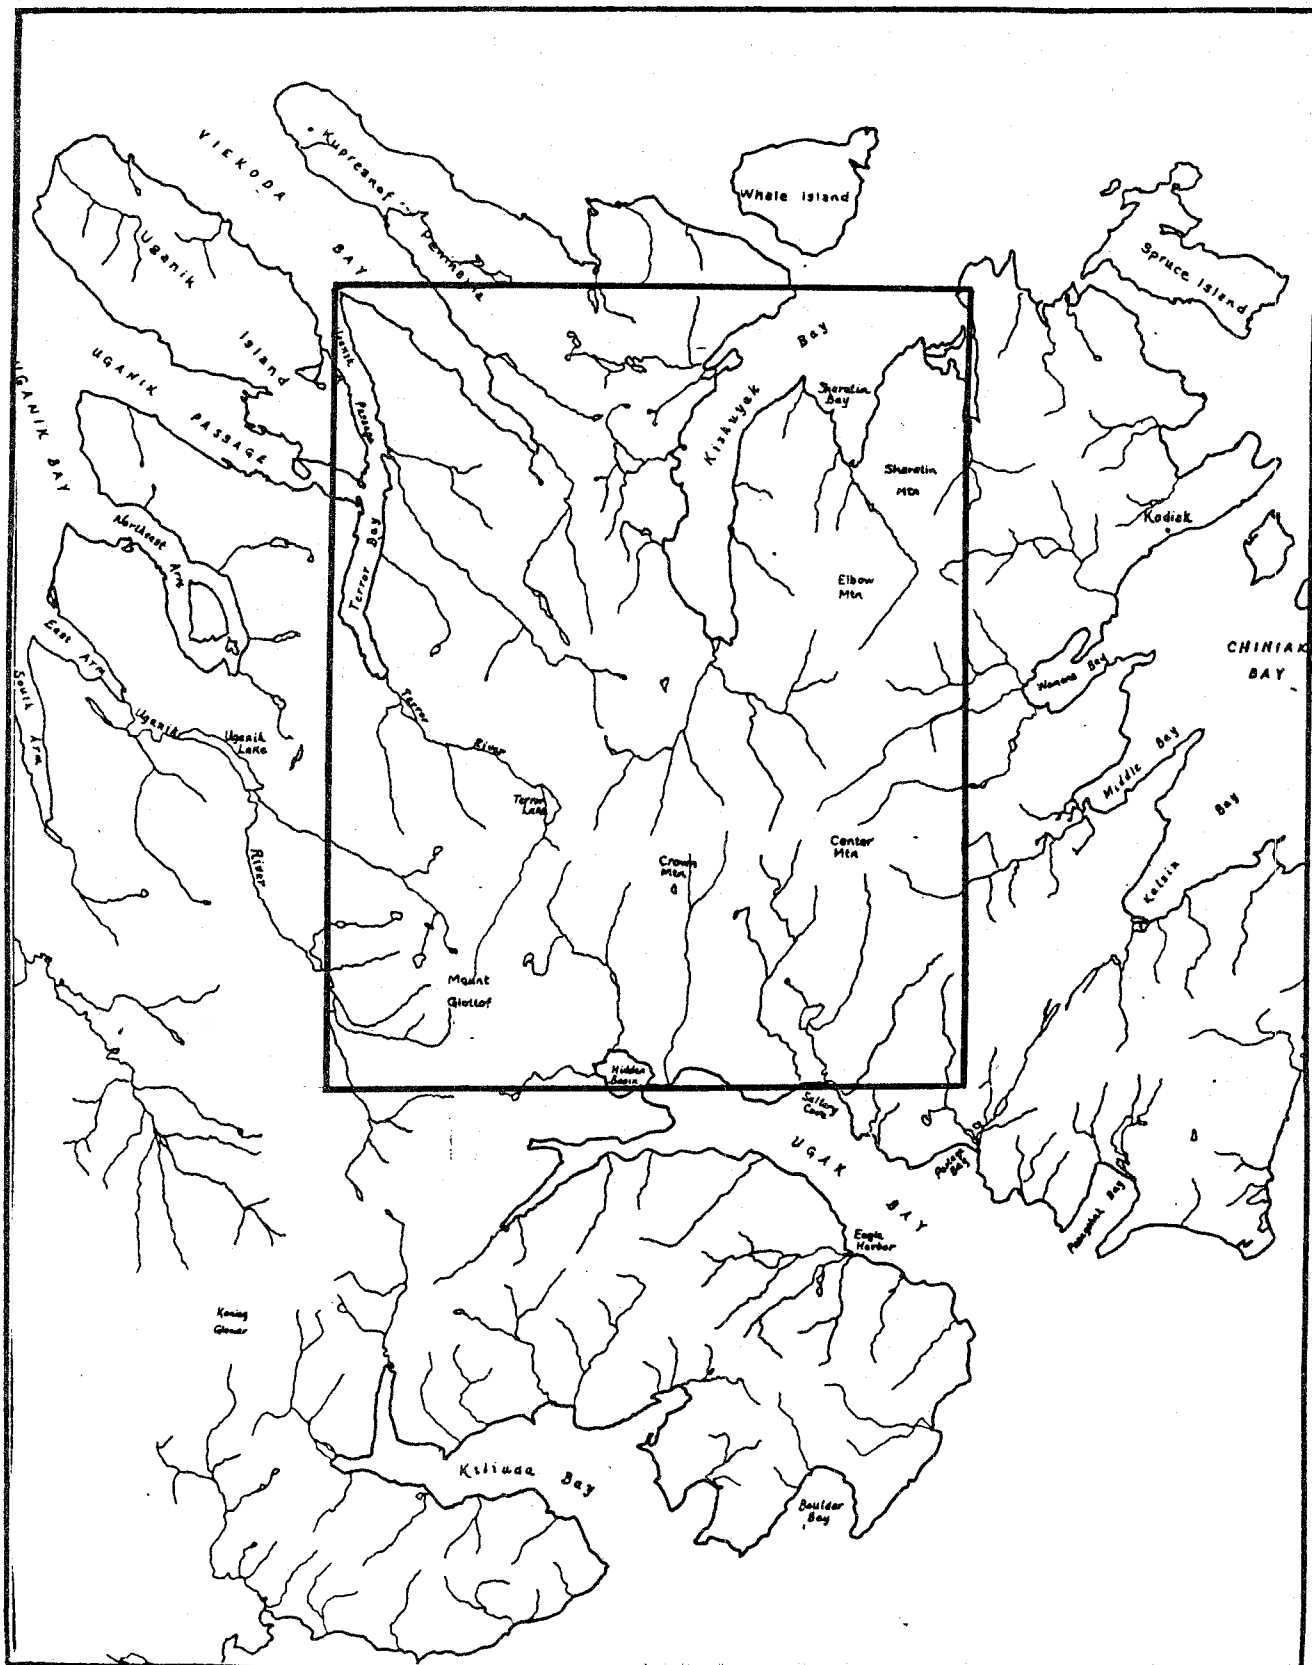 VIEKODA
BAY
Kupreanof
Peninsula
Whale Island
Spruce Island
Uganik
Island
UGANIK
PASSAGE
UGANIK BAY
Passage
Bay
Kizhuyak
Sharatin
Bay
Sharatin
Mtn
Kodiak
Northeast
Arm
Terror Bay
Elbow
Mtn
CHINIAK
BAY
East Arm
South Arm
Womens Bay
Uganik
Uganik
Lake
River
Terror
River
Terror
Lake
Middle Bay
Kalsin
Bay
Crown
Mtn
Center
Mtn
Mount
Glottof
Hidden
Basin
Saltery
Cove
UGAK
BAY
Portage
Bay
Pasagshak Bay
Eagle
Harbor
Koniag
Glacier
Kiliuda Bay
Boulder
Bay